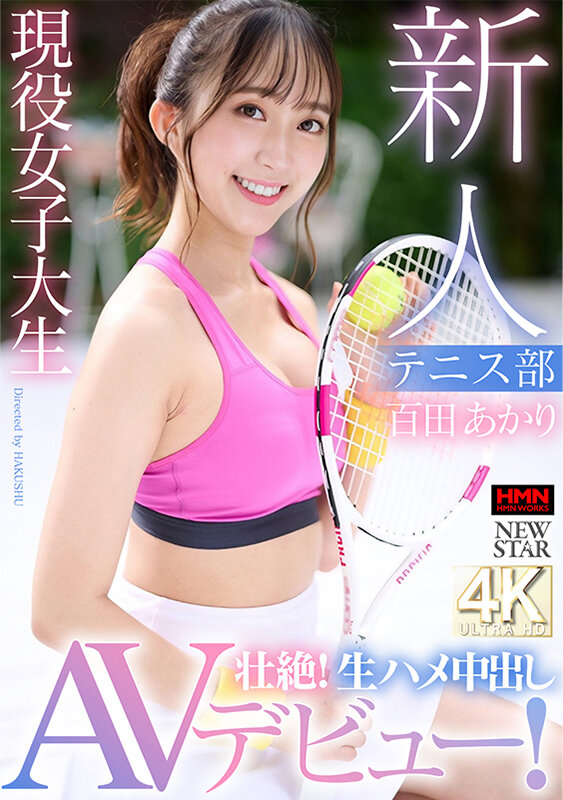 新人
現役女子大生
テニス部
百田あかり
Directed by HAKUSHU
HMN
HMN WORKS
NEW
STAR
4K
ULTRA HD
壮絶!生ハメ中出し
AVデビュー!